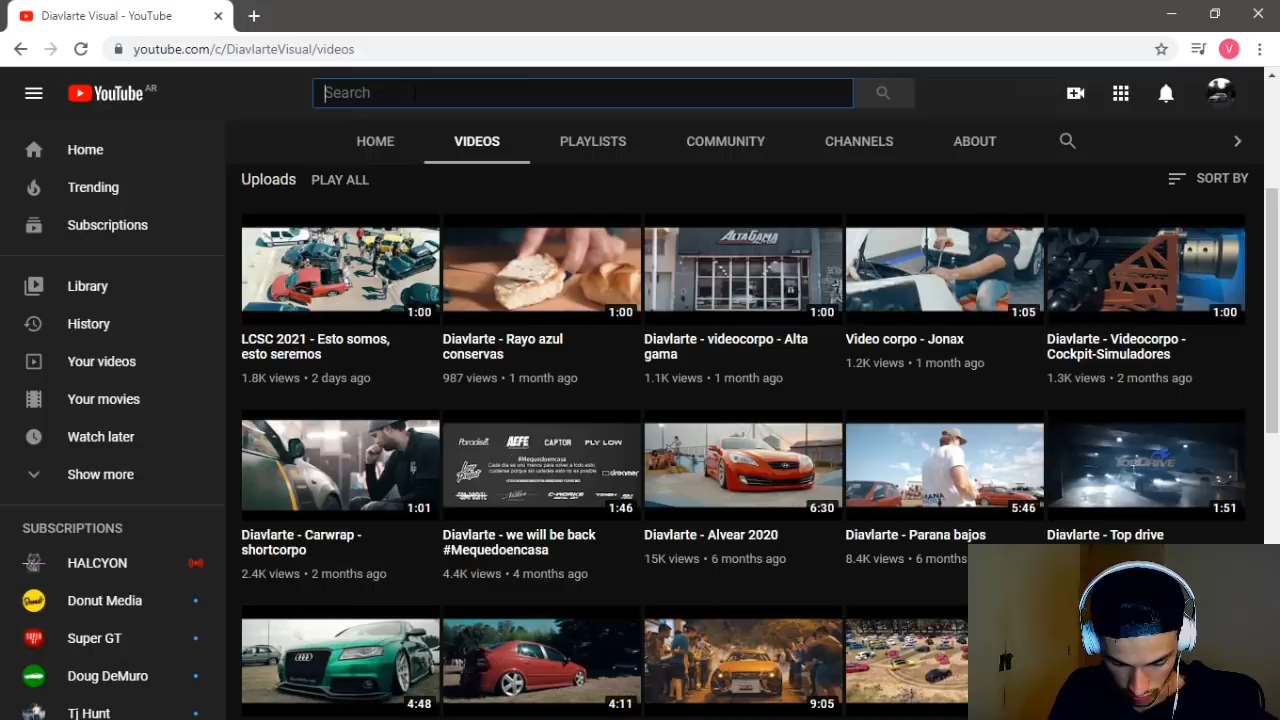 Diavlarte Visual - YouTube
youtube.com/c/DiavlarteVisual/videos
V
YouTube AR
Search
HOME VIDEOS PLAYLISTS COMMUNITY CHANNELS ABOUT
Home
Trending
Subscriptions
Library
History
Your videos
Your movies
Watch later
Show more
SUBSCRIPTIONS
HALCYON
Donut Media
Super GT
Doug DeMuro
Tj Hunt
Uploads PLAY ALL SORT BY
ALTAGAMA
1:00 1:00 1:00 1:05 1:00
LCSC 2021 - Esto somos,
esto seremos
1.8K views • 2 days ago
Diavlarte - Rayo azul
conservas
987 views • 1 month ago
Diavlarte - videocorpo - Alta
gama
1.1K views • 1 month ago
Video corpo - Jonax
1.2K views • 1 month ago
Diavlarte - Videocorpo -
Cockpit-Simuladores
1.3K views • 2 months ago
AEFE CAPTOR FLY LOW
#Mequedoencasa
dreamer
C-WORKS
TOPDRIVE
1:01 1:46 6:30 5:46 1:51
Diavlarte - Carwrap -
shortcorpo
2.4K views • 2 months ago
Diavlarte - we will be back
#Mequedoencasa
4.4K views • 4 months ago
Diavlarte - Alvear 2020
15K views • 6 months ago
Diavlarte - Parana bajos
8.4K views • 6 months
Diavlarte - Top drive
4:48 4:11 9:05